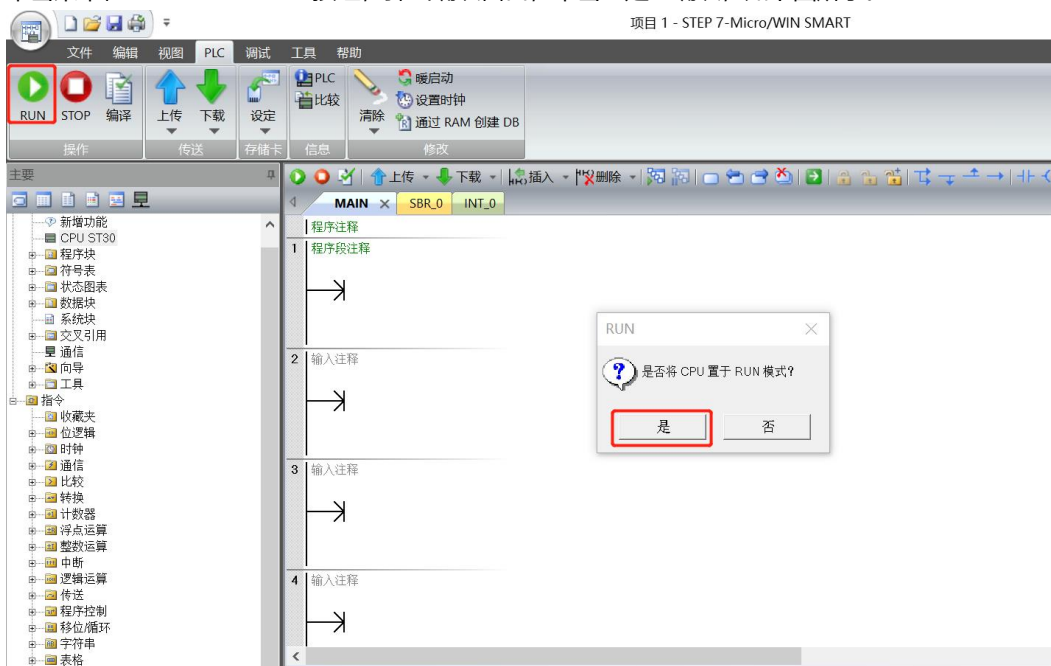 项目 1 - STEP 7-Micro/WIN SMART
文件 编辑 视图 PLC 调试 工具 帮助
RUN STOP 编译 上传 下载 设定 PLC 比较 清除 暖启动 设置时钟 通过 RAM 创建 DB
操作 传送 存储卡 信息 修改
主要
上传 下载 插入 删除
MAIN SBR_0 INT_0
新增功能
CPU ST30
程序块
符号表
状态图表
数据块
系统块
交叉引用
通信
向导
工具
指令
收藏夹
位逻辑
时钟
通信
比较
转换
计数器
浮点运算
整数运算
中断
逻辑运算
传送
程序控制
移位/循环
字符串
表格
程序注释
1 程序段注释
2 输入注释
3 输入注释
4 输入注释
RUN
是否将 CPU 置于 RUN 模式?
是 否